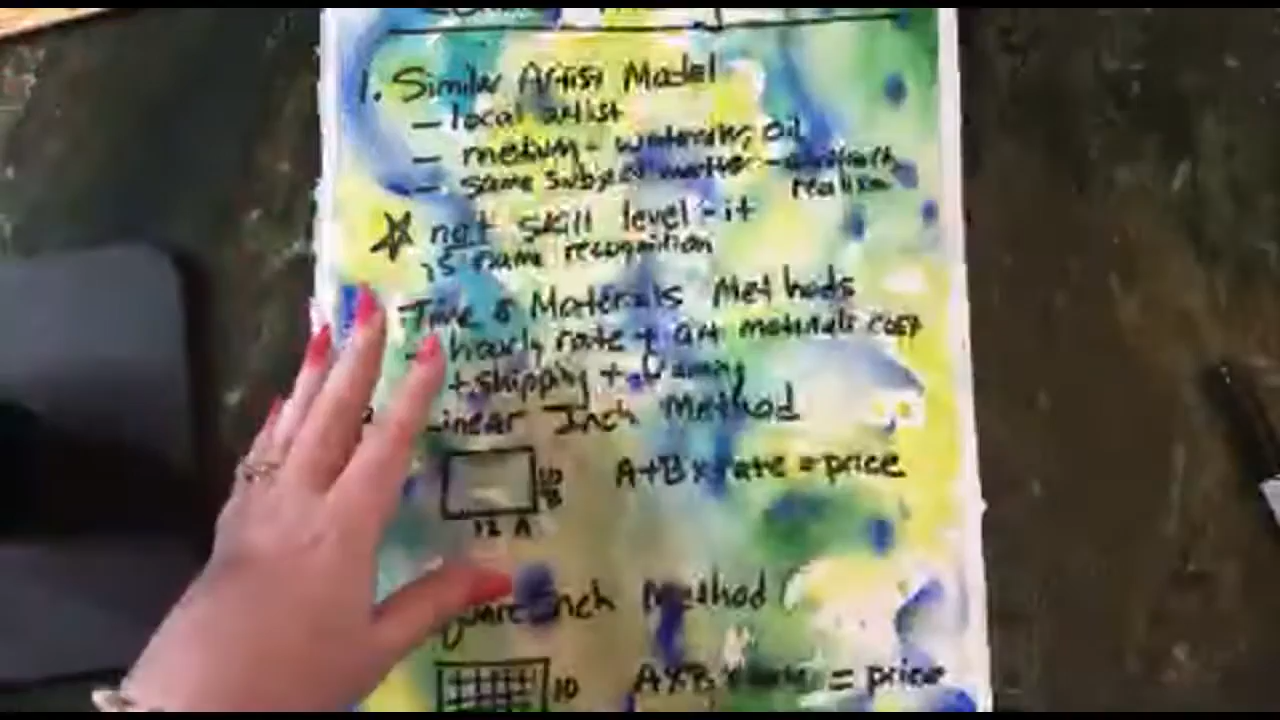 1. Similar Artist Model
— local artist
— medium - watercolor, oil
— same subject matter - abstract,
realism
☆ not skill level - it
is name recognition
Time & Materials Methods
- hourly rate + art materials cost
+ shipping + framing
Linear Inch Method
10
B
A+B x rate = price
12 A
Inch Method
10
AxB x rate = price